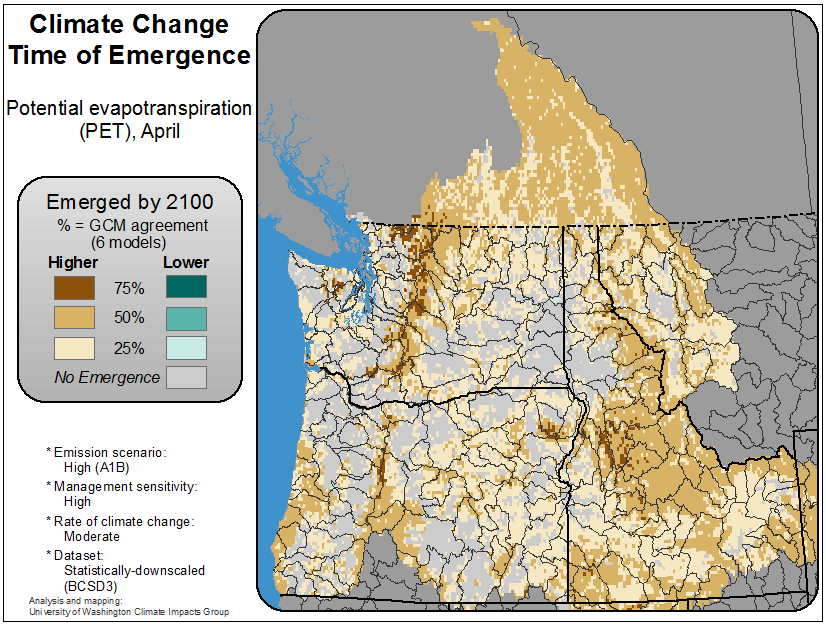 Climate Change
Time of Emergence
Potential evapotranspiration
(PET), April
Emerged by 2100
% = GCM agreement
(6 models)
Higher Lower
75%
50%
25%
No Emergence
* Emission scenario:
High (A1B)
* Management sensitivity:
High
* Rate of climate change:
Moderate
* Dataset:
Statistically-downscaled
(BCSD3)
Analysis and mapping:
University of Washington Climate Impacts Group